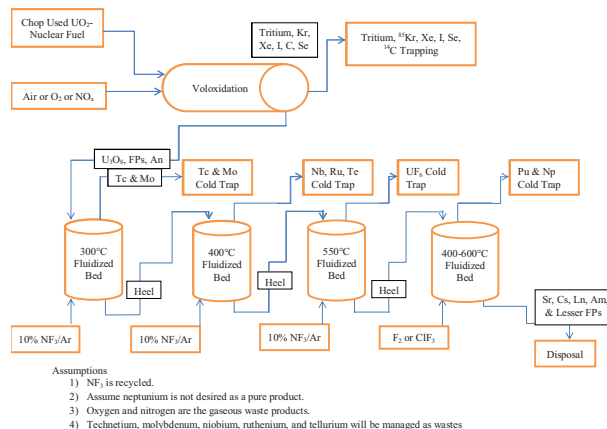 Chop Used UO2-
Nuclear Fuel
Tritium, Kr,
Xe, I, C, Se
Tritium, 85Kr, Xe, I, Se,
14C Trapping
Voloxidation
Air or O2 or NOx
U3O8, FPs, An
Tc & Mo
Tc & Mo
Cold Trap
Nb, Ru, Te
Cold Trap
UF6 Cold
Trap
Pu & Np
Cold Trap
300°C
Fluidized
Bed
400°C
Fluidized
Bed
550°C
Fluidized
Bed
400-600°C
Fluidized
Bed
Heel
Heel
Heel
Sr, Cs, Ln, Am,
& Lesser FPs
10% NF3/Ar
10% NF3/Ar
10% NF3/Ar
F2 or ClF3
Disposal
Assumptions
1) NF3 is recycled.
2) Assume neptunium is not desired as a pure product.
3) Oxygen and nitrogen are the gaseous waste products.
4) Technetium, molybdenum, niobium, ruthenium, and tellurium will be managed as wastes